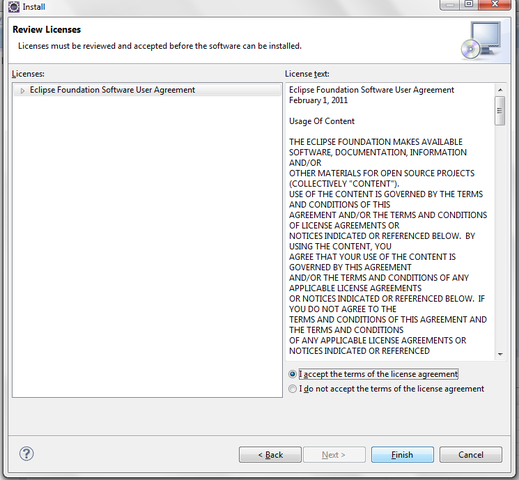 Install
Review Licenses
Licenses must be reviewed and accepted before the software can be installed.
Licenses:
Eclipse Foundation Software User Agreement
License text:
Eclipse Foundation Software User Agreement
February 1, 2011
Usage Of Content
THE ECLIPSE FOUNDATION MAKES AVAILABLE
SOFTWARE, DOCUMENTATION, INFORMATION
AND/OR
OTHER MATERIALS FOR OPEN SOURCE PROJECTS
(COLLECTIVELY "CONTENT").
USE OF THE CONTENT IS GOVERNED BY THE TERMS
AND CONDITIONS OF THIS
AGREEMENT AND/OR THE TERMS AND CONDITIONS
OF LICENSE AGREEMENTS OR
NOTICES INDICATED OR REFERENCED BELOW.  BY
USING THE CONTENT, YOU
AGREE THAT YOUR USE OF THE CONTENT IS
GOVERNED BY THIS AGREEMENT
AND/OR THE TERMS AND CONDITIONS OF ANY
APPLICABLE LICENSE AGREEMENTS
OR NOTICES INDICATED OR REFERENCED BELOW.  IF
YOU DO NOT AGREE TO THE
TERMS AND CONDITIONS OF THIS AGREEMENT AND
THE TERMS AND CONDITIONS
OF ANY APPLICABLE LICENSE AGREEMENTS OR
NOTICES INDICATED OR REFERENCED
I accept the terms of the license agreement
I do not accept the terms of the license agreement
? < Back Next > Finish Cancel